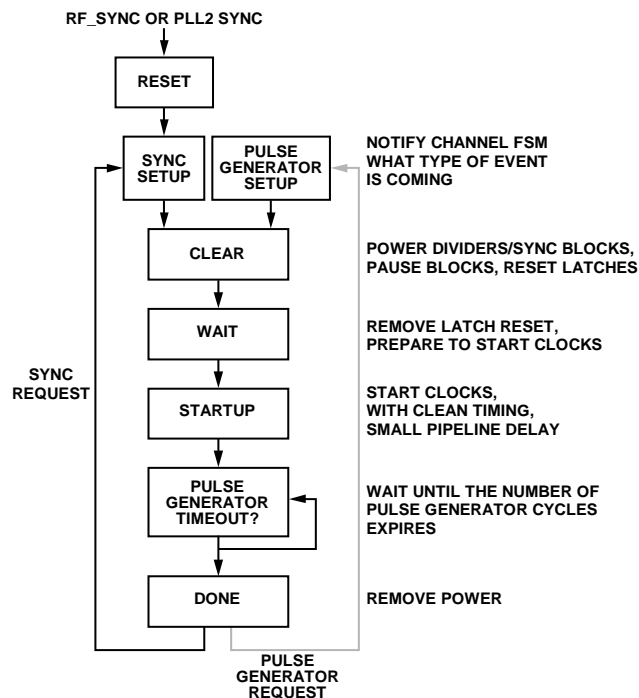 RF_SYNC OR PLL2 SYNC
RESET
SYNC
SETUP
PULSE
GENERATOR
SETUP
NOTIFY CHANNEL FSM
WHAT TYPE OF EVENT
IS COMING
CLEAR
POWER DIVIDERS/SYNC BLOCKS,
PAUSE BLOCKS, RESET LATCHES
WAIT
REMOVE LATCH RESET,
PREPARE TO START CLOCKS
SYNC
REQUEST
STARTUP
START CLOCKS,
WITH CLEAN TIMING,
SMALL PIPELINE DELAY
PULSE
GENERATOR
TIMEOUT?
WAIT UNTIL THE NUMBER OF
PULSE GENERATOR CYCLES
EXPIRES
DONE
REMOVE POWER
PULSE
GENERATOR
REQUEST